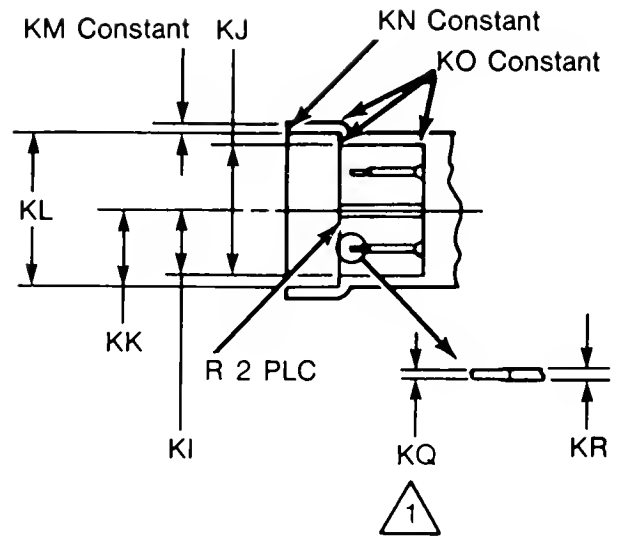 KM Constant
KJ
KN Constant
KO Constant
KL
KK
R 2 PLC
KI
KQ
KR
1